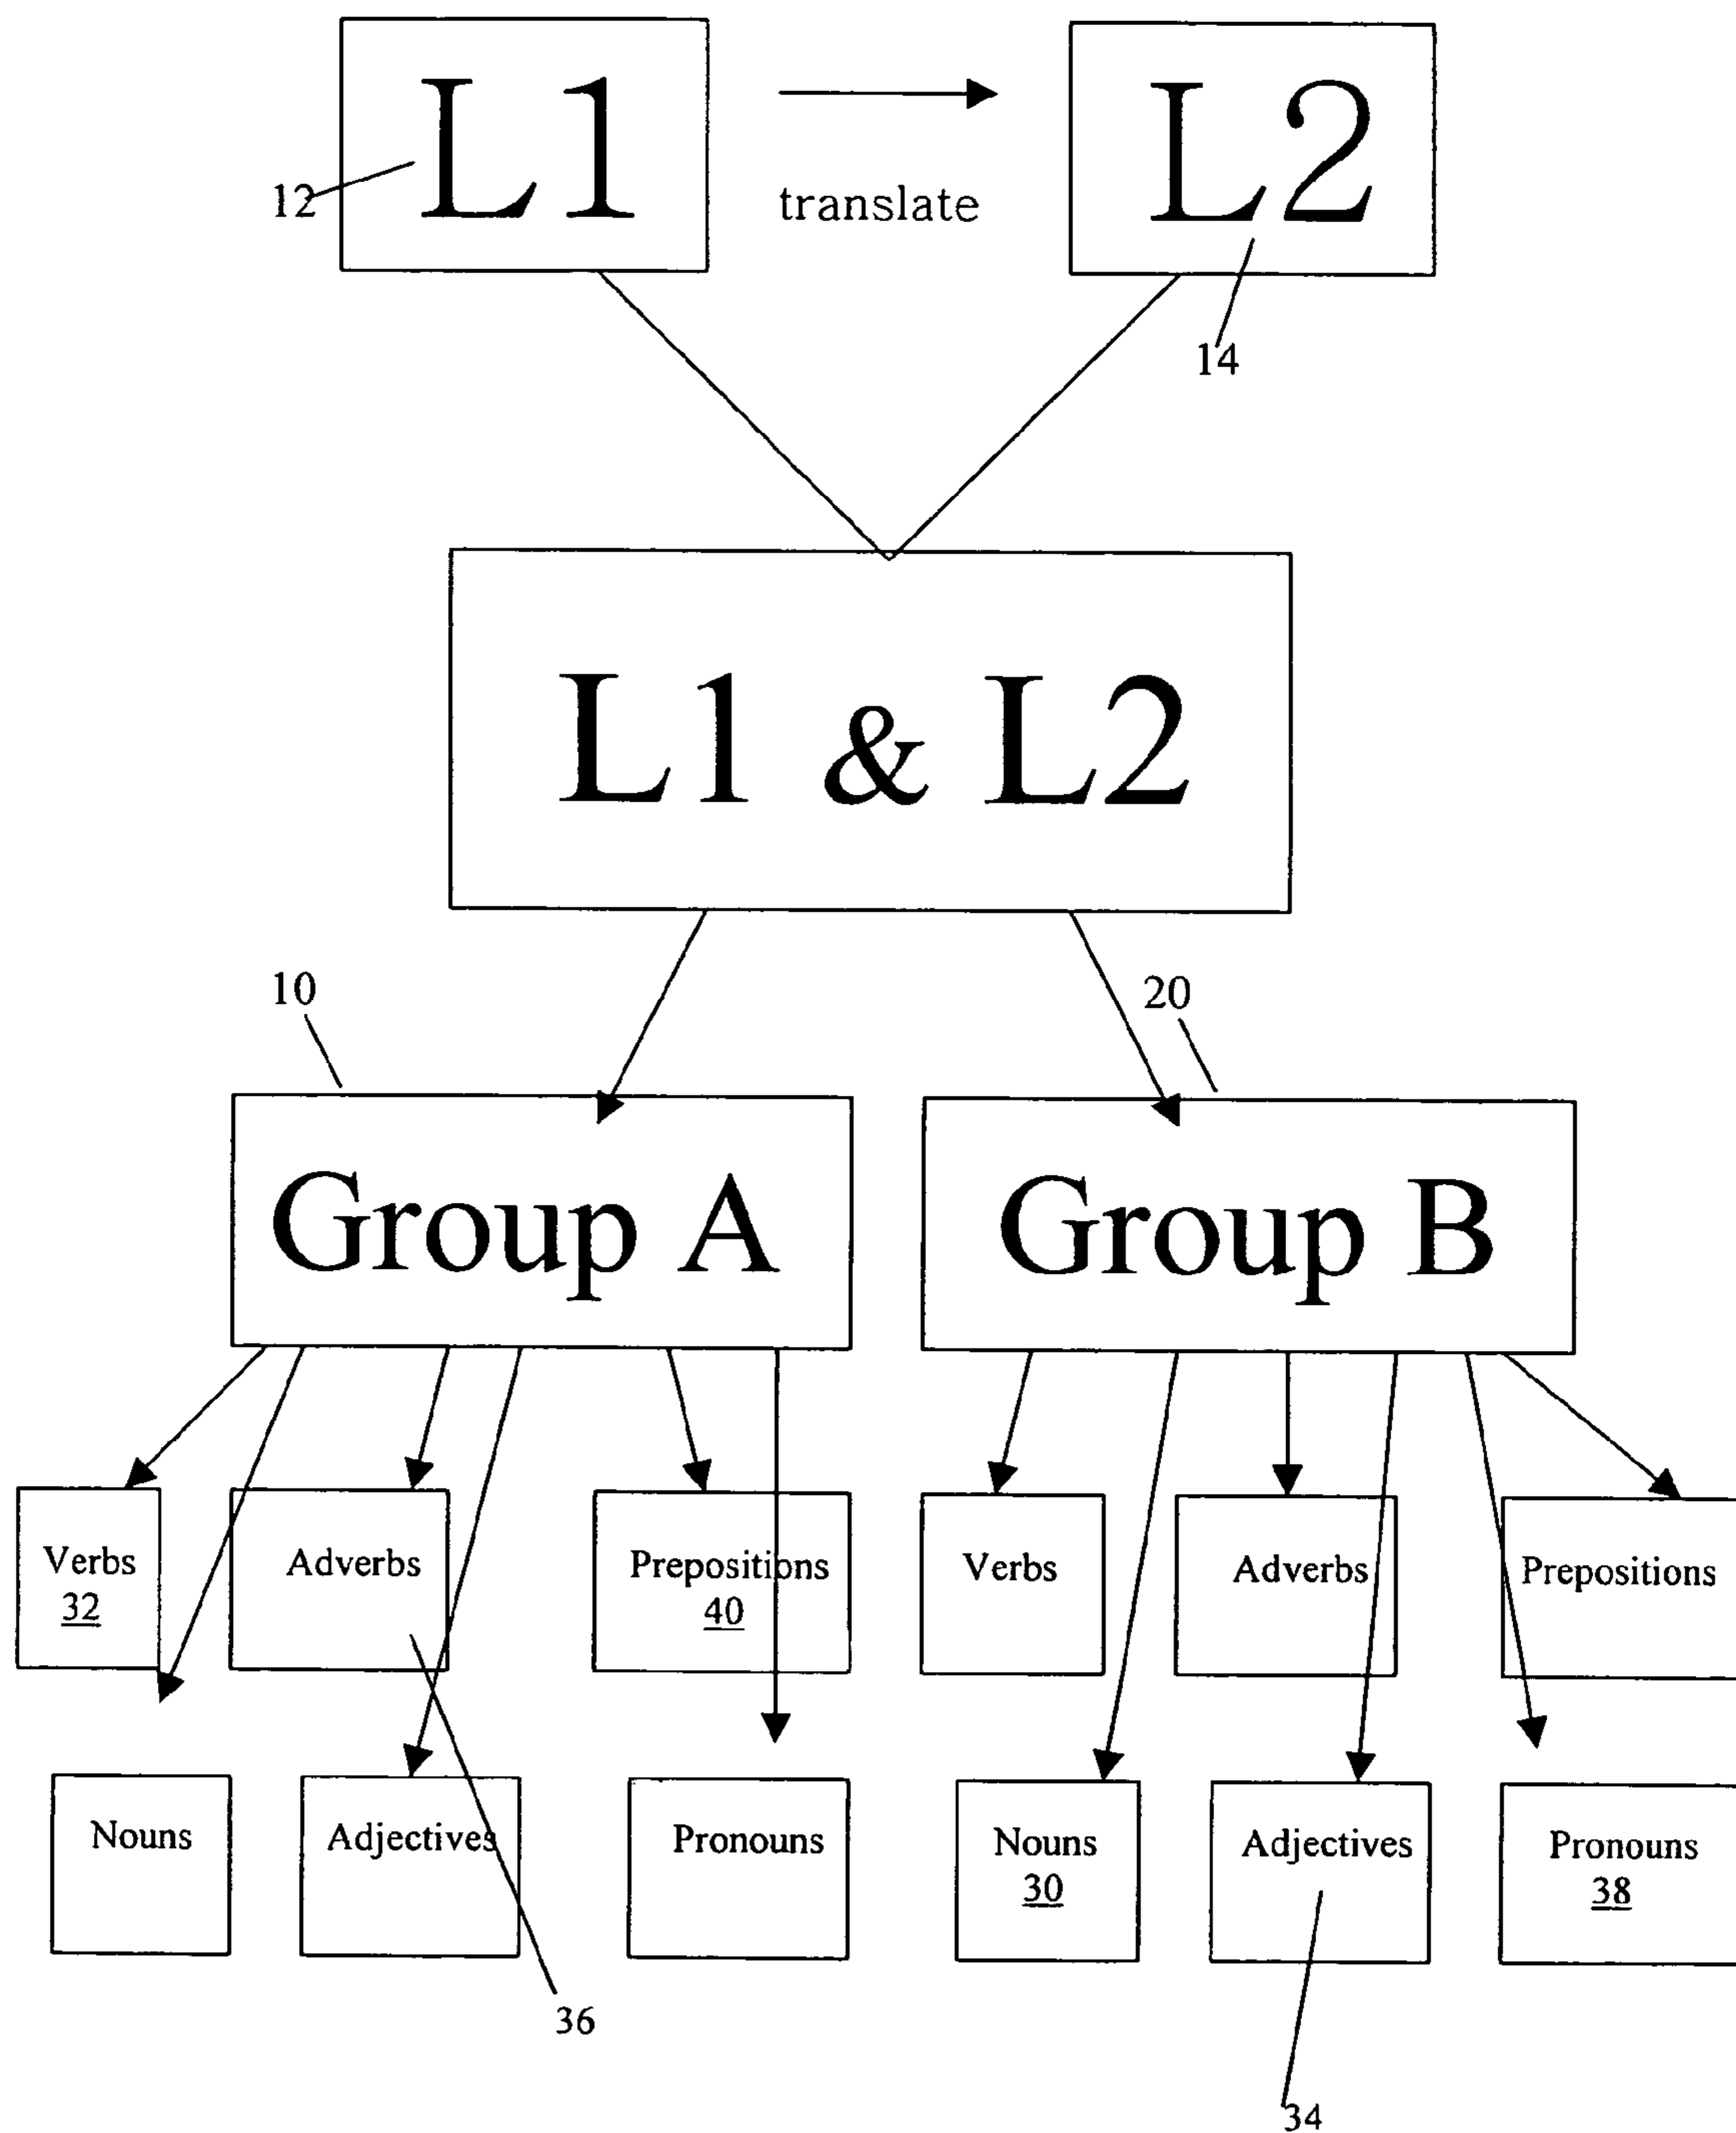 L1
L2
12
translate
14
L1 & L2
10
20
Group A
Group B
Verbs
32
Adverbs
Prepositions
40
Verbs
Adverbs
Prepositions
Nouns
Adjectives
Pronouns
Nouns
30
Adjectives
Pronouns
38
36
34